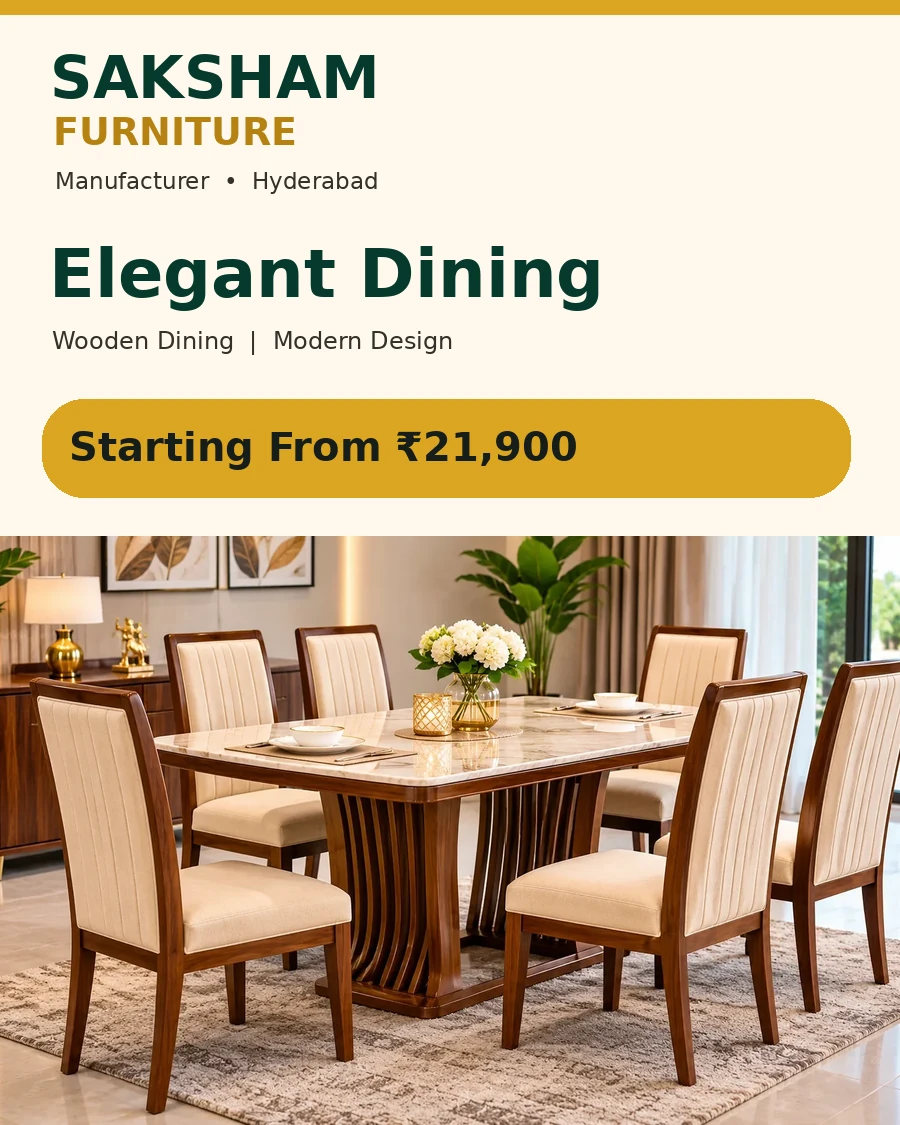 SAKSHAM
FURNITURE
Manufacturer • Hyderabad
Elegant Dining
Wooden Dining | Modern Design
Starting From ₹21,900